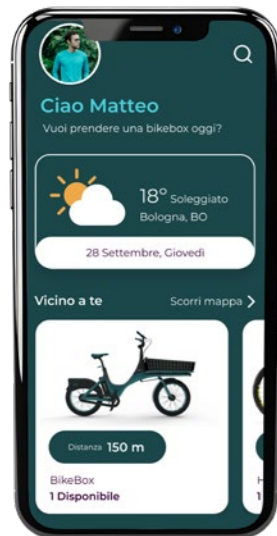 Ciao Matteo
Vuoi prendere una bikebox oggi?
18° Soleggiato
Bologna, BO
28 Settembre, Giovedì
Vicino a te
Scorri mappa
Distanza 150 m
BikeBox
1 Disponibile
H
1